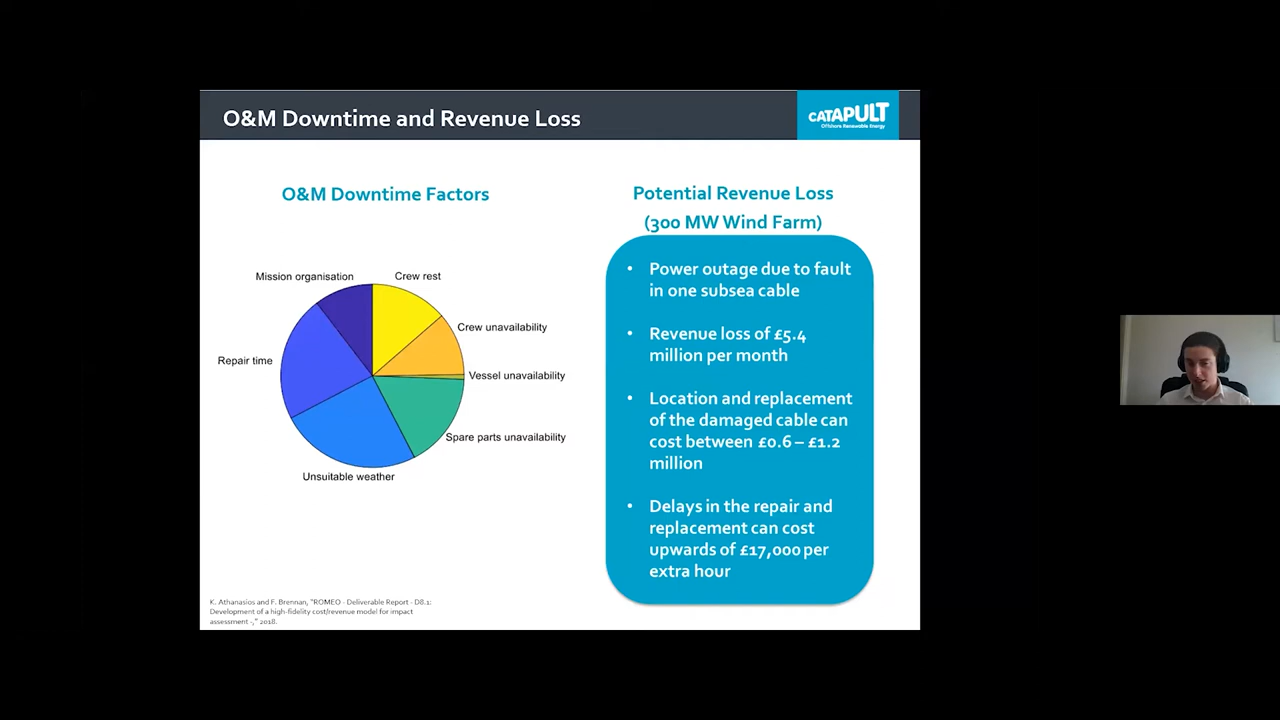 O&M Downtime and Revenue Loss
CATAPULT
Offshore Renewable Energy
O&M Downtime Factors
Mission organisation
Crew rest
Crew unavailability
Repair time
Vessel unavailability
Spare parts unavailability
Unsuitable weather
Potential Revenue Loss
(300 MW Wind Farm)
• Power outage due to fault
in one subsea cable
• Revenue loss of £5.4
million per month
• Location and replacement
of the damaged cable can
cost between £0.6 – £1.2
million
• Delays in the repair and
replacement can cost
upwards of £17,000 per
extra hour
K. Athanasios and F. Brennan, "ROMEO - Deliverable Report - D8.1:
Development of a high-fidelity cost/revenue model for impact
assessment -," 2018.